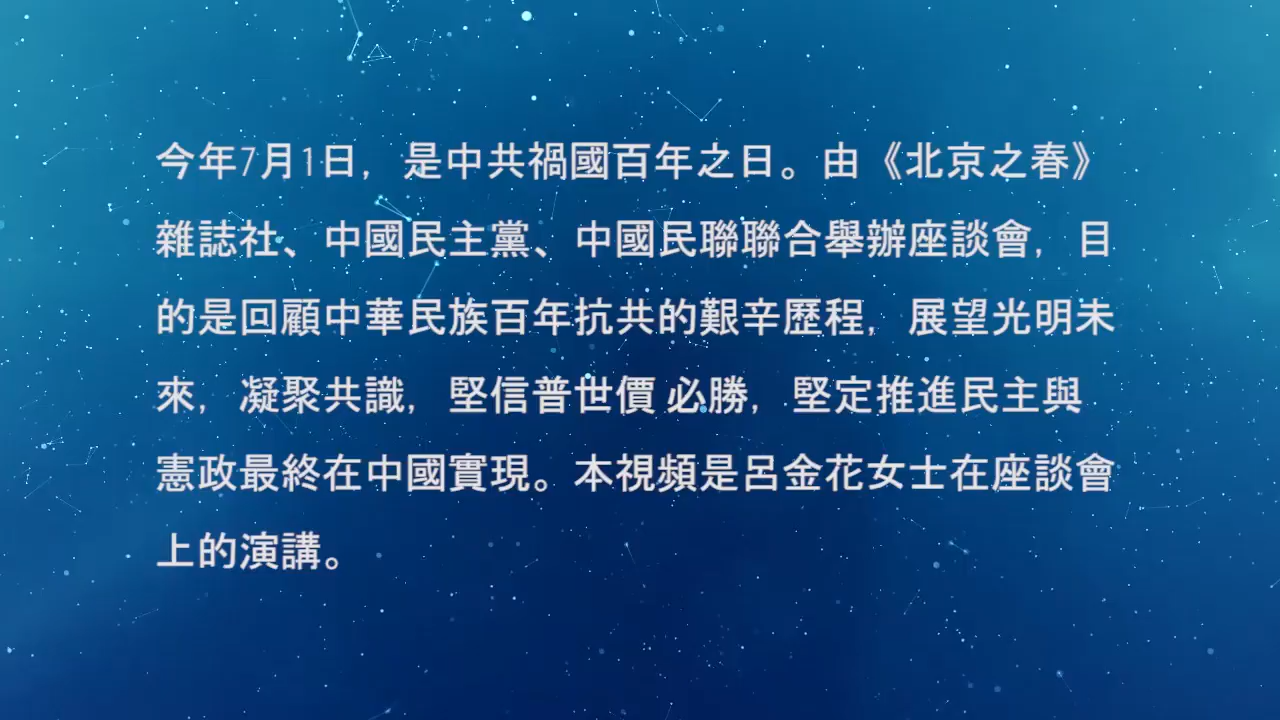 今年7月1日，是中共禍國百年之日。由《北京之春》
雜誌社、中國民主黨、中國民聯聯合舉辦座談會，目
的是回顧中華民族百年抗共的艱辛歷程，展望光明未
來，凝聚共識，堅信普世價 必勝，堅定推進民主與
憲政最終在中國實現。本視頻是呂金花女士在座談會
上的演講。